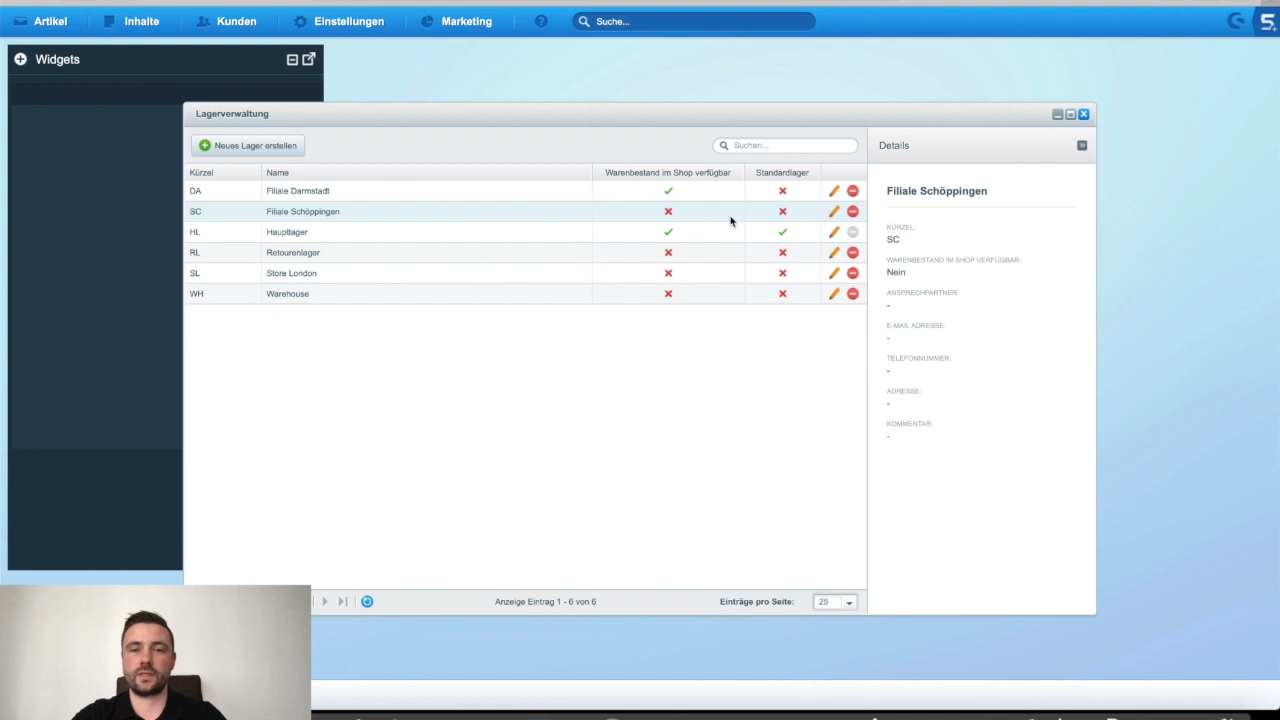 Artikel Inhalte Kunden Einstellungen Marketing Suche...
Widgets
Lagerverwaltung
Neues Lager erstellen Suchen... Details
Kürzel Name Warenbestand im Shop verfügbar Standardlager
DA Filiale Darmstadt
SC Filiale Schöppingen
HL Hauptlager
RL Retourenlager
SL Store London
WH Warehouse
Filiale Schöppingen
KÜRZEL:
SC
WARENBESTAND IM SHOP VERFÜGBAR:
Nein
ANSPRECHPARTNER:
-
E-MAIL ADRESSE:
-
TELEFONNUMMER:
-
ADRESSE:
-
KOMMENTAR:
-
Anzeige Eintrag 1 - 6 von 6 Einträge pro Seite: 25